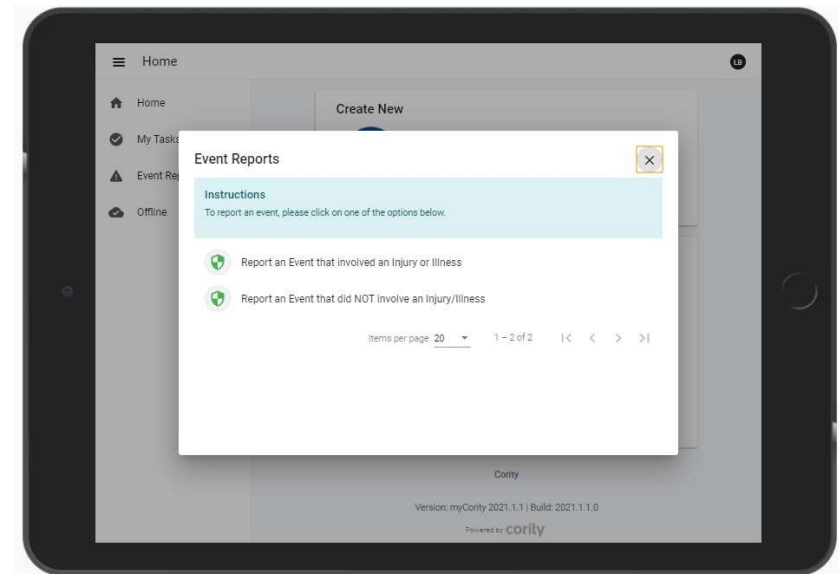 Home
LB
Home
Create New
My Tasks
Event Reports
Event Rep
Instructions
To report an event, please click on one of the options below.
Offline
Report an Event that involved an Injury or Illness
Report an Event that did NOT involve an Injury/Illness
Items per page 20 1 – 2 of 2
Cority
Version: myCority 2021.1.1 | Build: 2021.1.1.0
Powered by cority